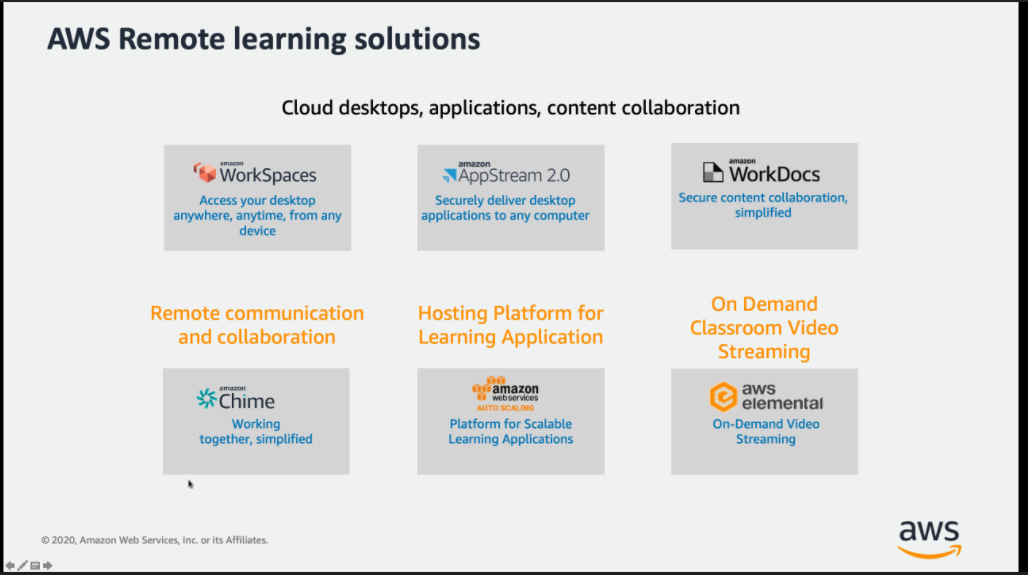 AWS Remote learning solutions
Cloud desktops, applications, content collaboration
amazon
WorkSpaces
Access your desktop
anywhere, anytime, from any
device
amazon
AppStream 2.0
Securely deliver desktop
applications to any computer
amazon
WorkDocs
Secure content collaboration,
simplified
Remote communication
and collaboration
Hosting Platform for
Learning Application
On Demand
Classroom Video
Streaming
amazon
Chime
Working
together, simplified
amazon
webservices
AUTO SCALING
Platform for Scalable
Learning Applications
aws
elemental
On-Demand Video
Streaming
© 2020, Amazon Web Services, Inc. or its Affiliates.
aws